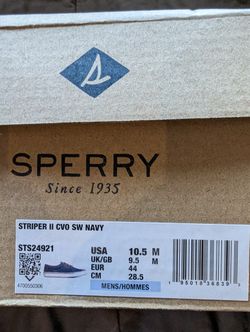 SPERRY
Since 1935
STRIPER II CVO SW NAVY
STS24921
USA 10.5 M
UK/GB 9.5 M
EUR 44
CM 28.5
MENS/HOMMES
4700550306